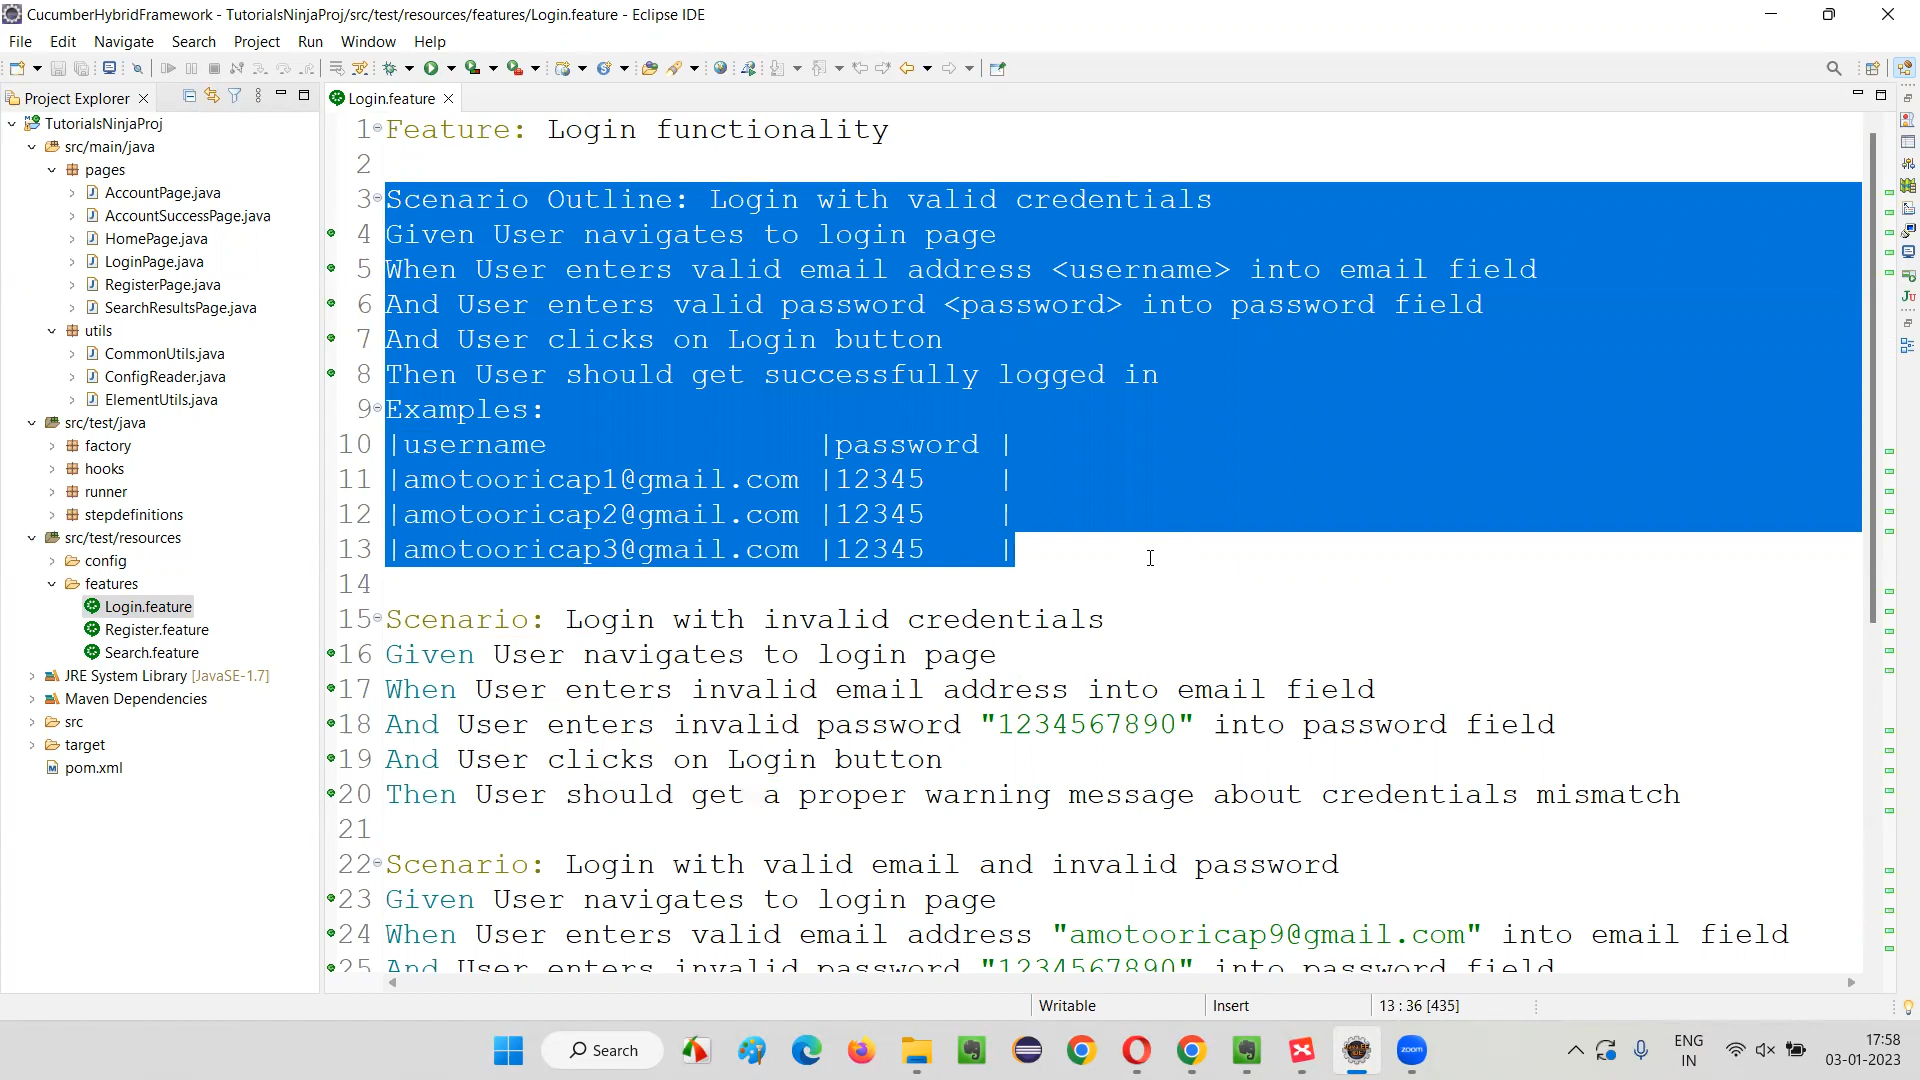 CucumberHybridFramework - TutorialsNinjaProj/src/test/resources/features/Login.feature - Eclipse IDE
File Edit Navigate Search Project Run Window Help
Project Explorer
Login.feature
TutorialsNinjaProj
src/main/java
pages
AccountPage.java
AccountSuccessPage.java
HomePage.java
LoginPage.java
RegisterPage.java
SearchResultsPage.java
utils
CommonUtils.java
ConfigReader.java
ElementUtils.java
src/test/java
factory
hooks
runner
stepdefinitions
src/test/resources
config
features
Login.feature
Register.feature
Search.feature
JRE System Library [JavaSE-1.7]
Maven Dependencies
src
target
pom.xml
1 Feature: Login functionality
2
3 Scenario Outline: Login with valid credentials
4 Given User navigates to login page
5 When User enters valid email address <username> into email field
6 And User enters valid password <password> into password field
7 And User clicks on Login button
8 Then User should get successfully logged in
9 Examples:
10 |username |password |
11 |amotooricap1@gmail.com |12345 |
12 |amotooricap2@gmail.com |12345 |
13 |amotooricap3@gmail.com |12345 |
14
15 Scenario: Login with invalid credentials
16 Given User navigates to login page
17 When User enters invalid email address into email field
18 And User enters invalid password "1234567890" into password field
19 And User clicks on Login button
20 Then User should get a proper warning message about credentials mismatch
21
22 Scenario: Login with valid email and invalid password
23 Given User navigates to login page
24 When User enters valid email address "amotooricap9@gmail.com" into email field
25 And User enters invalid password "1234567890" into password field
Writable Insert 13 : 36 [435]
Search
zoom
ENG
IN
17:58
03-01-2023